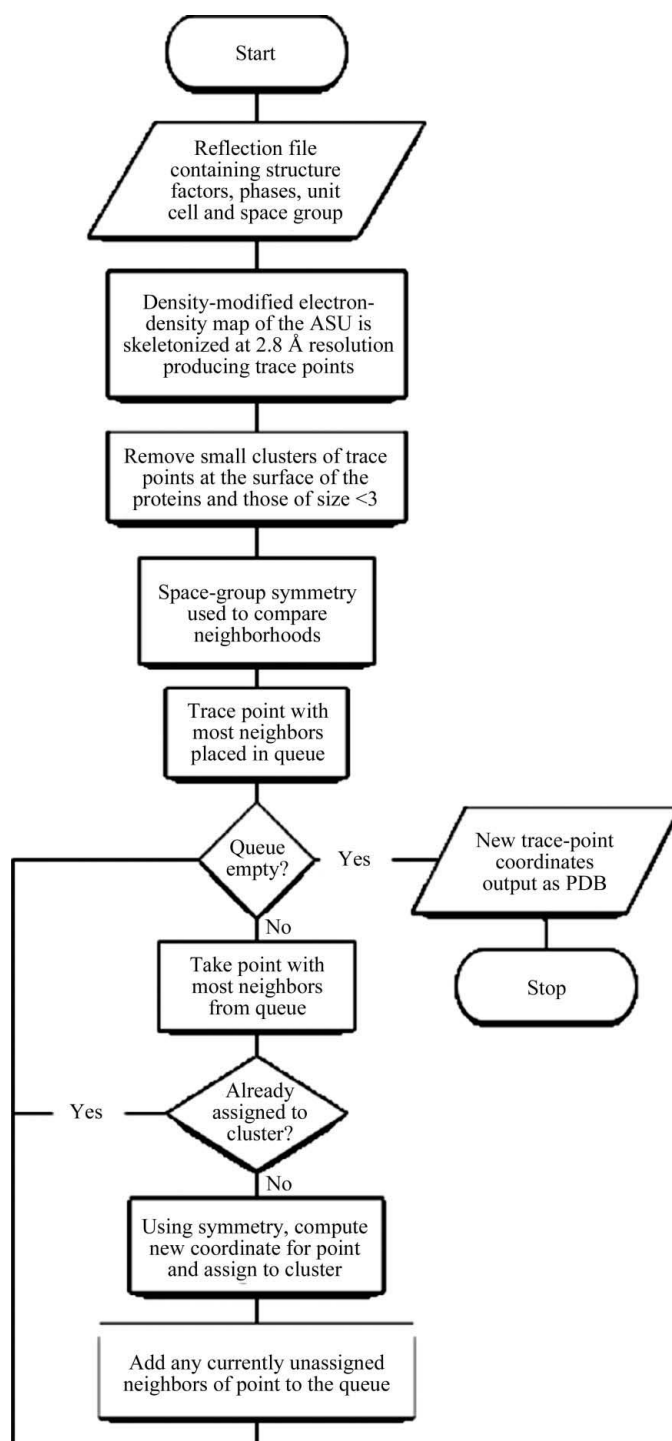 Start
Reflection file
containing structure
factors, phases, unit
cell and space group
Density-modified electron-
density map of the ASU is
skeletonized at 2.8 Å resolution
producing trace points
Remove small clusters of trace
points at the surface of the
proteins and those of size <3
Space-group symmetry
used to compare
neighborhoods
Trace point with
most neighbors
placed in queue
Queue
empty?
Yes
New trace-point
coordinates
output as PDB
No
Take point with
most neighbors
from queue
Stop
Already
assigned to
cluster?
Yes
No
Using symmetry, compute
new coordinate for point
and assign to cluster
Add any currently unassigned
neighbors of point to the queue